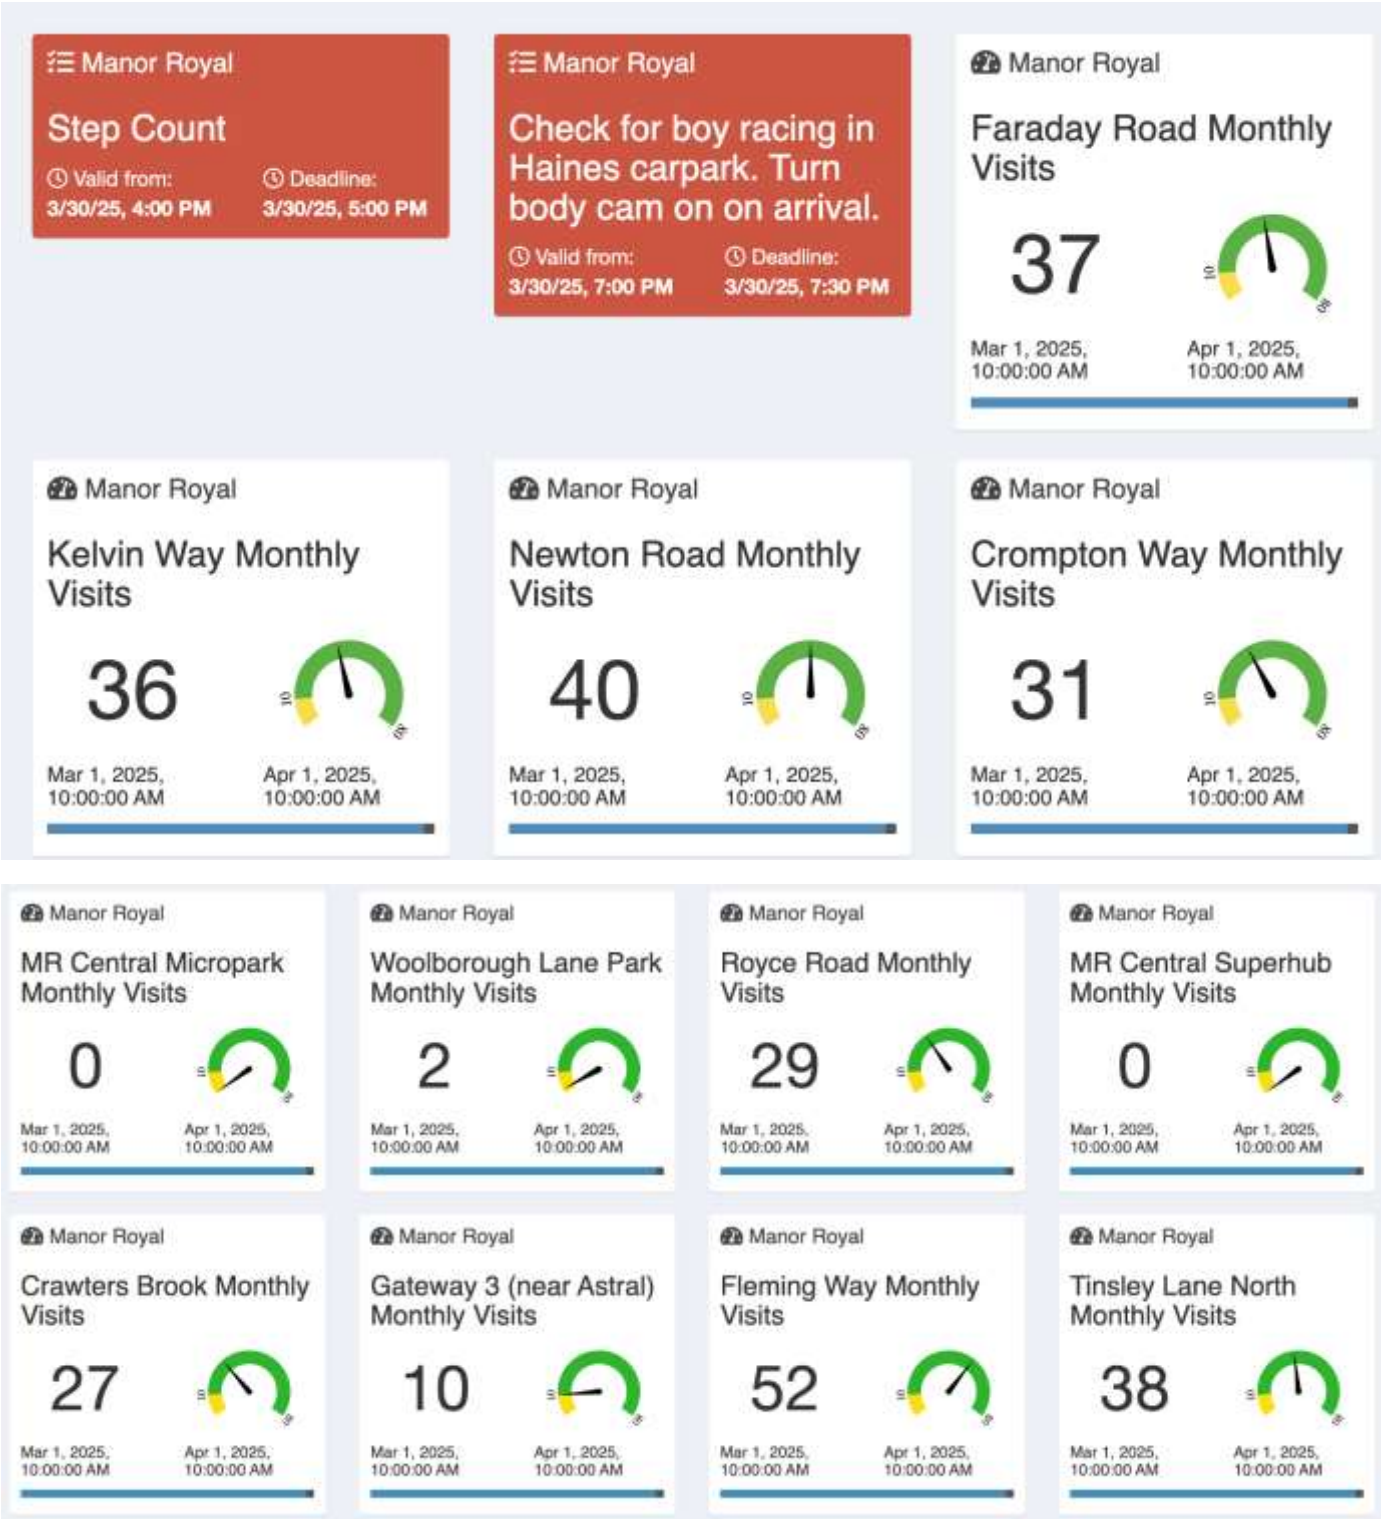 Manor Royal
Step Count
Valid from:
Deadline:
3/30/25, 4:00 PM
3/30/25, 5:00 PM
Manor Royal
Check for boy racing in
Haines carpark. Turn
body cam on on arrival.
Valid from:
Deadline:
3/30/25, 7:00 PM
3/30/25, 7:30 PM
Manor Royal
Faraday Road Monthly
Visits
37
10
Mar 1, 2025,
10:00:00 AM
Apr 1, 2025,
10:00:00 AM
Manor Royal
Kelvin Way Monthly
Visits
36
10
Mar 1, 2025,
10:00:00 AM
Apr 1, 2025,
10:00:00 AM
Manor Royal
Newton Road Monthly
Visits
40
10
Mar 1, 2025,
10:00:00 AM
Apr 1, 2025,
10:00:00 AM
Manor Royal
Crompton Way Monthly
Visits
31
10
Mar 1, 2025,
10:00:00 AM
Apr 1, 2025,
10:00:00 AM
Manor Royal
MR Central Micropark
Monthly Visits
0
Mar 1, 2025,
10:00:00 AM
Apr 1, 2025,
10:00:00 AM
Manor Royal
Woolborough Lane Park
Monthly Visits
2
Mar 1, 2025,
10:00:00 AM
Apr 1, 2025,
10:00:00 AM
Manor Royal
Royce Road Monthly
Visits
29
Mar 1, 2025,
10:00:00 AM
Apr 1, 2025,
10:00:00 AM
Manor Royal
MR Central Superhub
Monthly Visits
0
Mar 1, 2025,
10:00:00 AM
Apr 1, 2025,
10:00:00 AM
Manor Royal
Crawters Brook Monthly
Visits
27
Mar 1, 2025,
10:00:00 AM
Apr 1, 2025,
10:00:00 AM
Manor Royal
Gateway 3 (near Astral)
Monthly Visits
10
Mar 1, 2025,
10:00:00 AM
Apr 1, 2025,
10:00:00 AM
Manor Royal
Fleming Way Monthly
Visits
52
Mar 1, 2025,
10:00:00 AM
Apr 1, 2025,
10:00:00 AM
Manor Royal
Tinsley Lane North
Monthly Visits
38
Mar 1, 2025,
10:00:00 AM
Apr 1, 2025,
10:00:00 AM